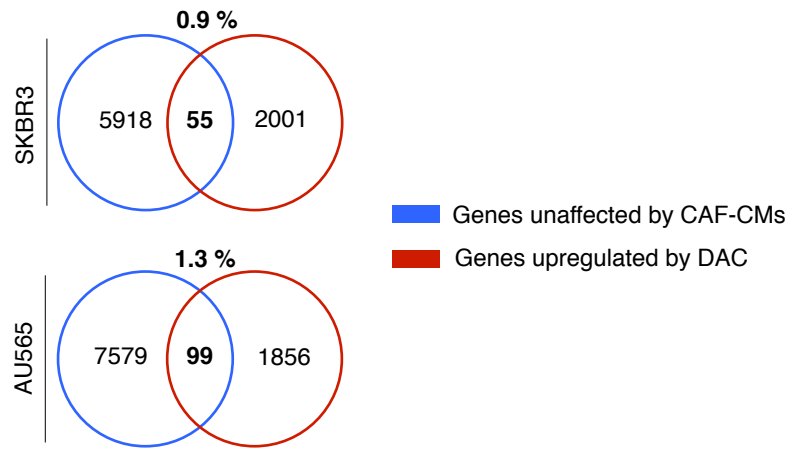 0.9 %
SKBR3
5918 55 2001
Genes unaffected by CAF-CMs
Genes upregulated by DAC
1.3 %
AU565
7579 99 1856